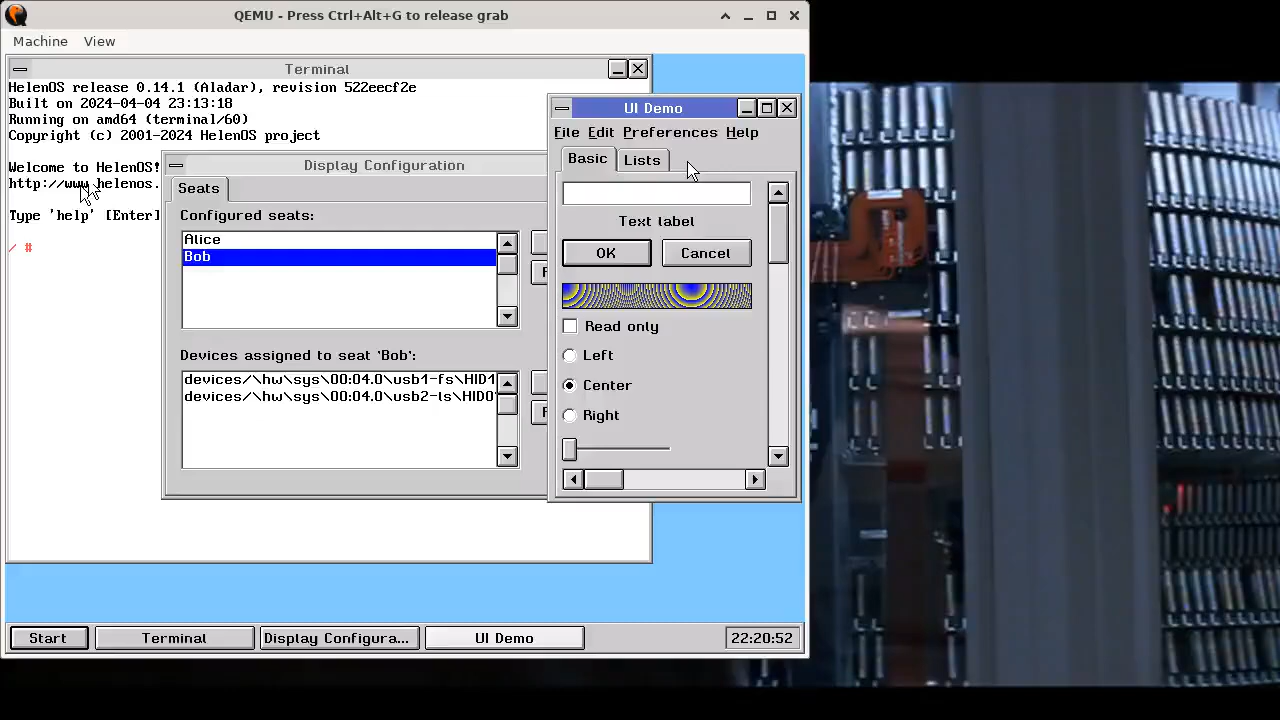 QEMU - Press Ctrl+Alt+G to release grab
Machine View
Terminal
HelenOS release 0.14.1 (Aladar), revision 522eecf2e
Built on 2024-04-04 23:13:18
Running on amd64 (terminal/60)
Copyright (c) 2001-2024 HelenOS project
Welcome to HelenOS!
http://www.helenos.
Type 'help' [Enter]
/ #
Display Configuration
Seats
Configured seats:
Alice
Bob
Devices assigned to seat 'Bob':
devices/\hw\sys\00:04.0\usb1-fs\HID1
devices/\hw\sys\00:04.0\usb2-ls\HID0
UI Demo
File Edit Preferences Help
Basic Lists
Text label
OK Cancel
Read only
Left
Center
Right
Start Terminal Display Configura... UI Demo 22:20:52